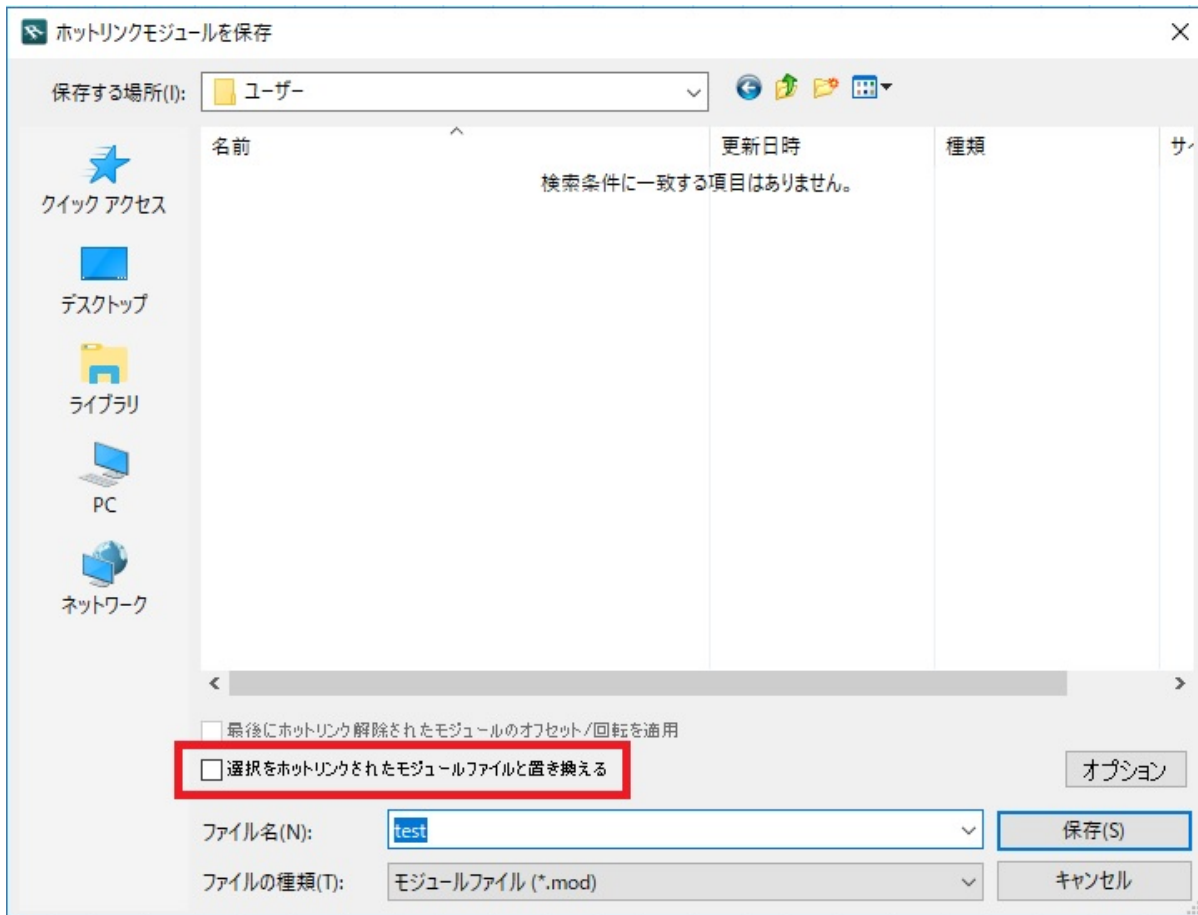 ホットリンクモジュールを保存
保存する場所(I):
ユーザー
名前
更新日時
種類
検索条件に一致する項目はありません。
クイック アクセス
デスクトップ
ライブラリ
PC
ネットワーク
最後にホットリンク解除されたモジュールのオフセット/回転を適用
選択をホットリンクされたモジュールファイルと置き換える
オプション
ファイル名(N):
test
保存(S)
ファイルの種類(T):
モジュールファイル (*.mod)
キャンセル